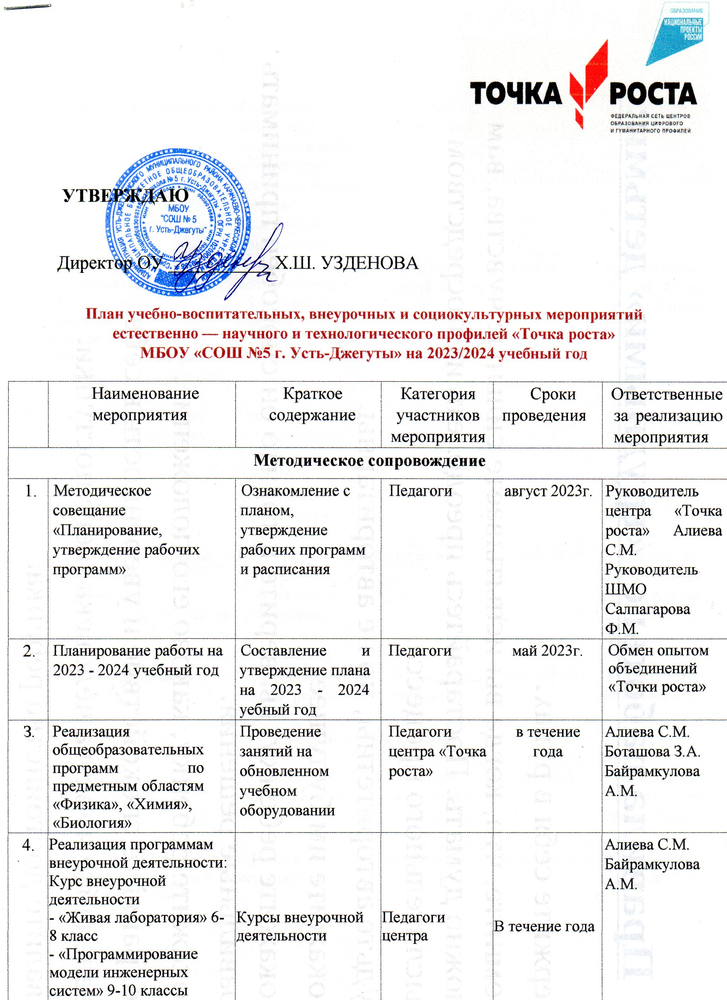 ОБРАЗОВАНИЕ
НАЦИОНАЛЬНЫЕ
ПРОЕКТЫ
РОССИИ
ТОЧКА РОСТА
ФЕДЕРАЛЬНАЯ СЕТЬ ЦЕНТРОВ
ОБРАЗОВАНИЯ ЦИФРОВОГО
И ГУМАНИТАРНОГО ПРОФИЛЕЙ
УТВЕРЖДАЮ
МБОУ
"СОШ № 5
г. Усть-Джегуты"
Директор ОУ Х.Ш. УЗДЕНОВА
План учебно-воспитательных, внеурочных и социокультурных мероприятий
естественно — научного и технологического профилей «Точка роста»
МБОУ «СОШ №5 г. Усть-Джегуты» на 2023/2024 учебный год
Наименование
мероприятия
Краткое
содержание
Категория
участников
мероприятия
Сроки
проведения
Ответственные
за реализацию
мероприятия
Методическое сопровождение
1.
Методическое
совещание
«Планирование,
утверждение рабочих
программ»
Ознакомление с
планом,
утверждение
рабочих программ
и расписания
Педагоги
август 2023г.
Руководитель
центра «Точка
роста» Алиева
С.М.
Руководитель
ШМО
Салпагарова
Ф.М.
2.
Планирование работы на
2023 - 2024 учебный год
Составление и
утверждение плана
на 2023 - 2024
уебный год
Педагоги
май 2023г.
Обмен опытом
объединений
«Точки роста»
3.
Реализация
общеобразовательных
программ по
предметным областям
«Физика», «Химия»,
«Биология»
Проведение
занятий на
обновленном
учебном
оборудовании
Педагоги
центра «Точка
роста»
в течение
года
Алиева С.М.
Боташова З.А.
Байрамкулова
А.М.
4.
Реализация программам
внеурочной деятельности:
Курс внеурочной
деятельности
- «Живая лаборатория» 6-
8 класс
- «Программирование
модели инженерных
систем» 9-10 классы
Курсы внеурочной
деятельности
Педагоги
центра
В течение года
Алиева С.М.
Байрамкулова
А.М.